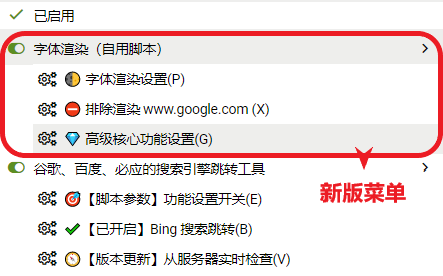 已启用
字体渲染（自用脚本）
字体渲染设置(P)
排除渲染 www.google.com (X)
高级核心功能设置(G)
谷歌、百度、必应的搜索引擎跳转工具
新版菜单
【脚本参数】功能设置开关(E)
【已开启】Bing 搜索跳转(B)
【版本更新】从服务器实时检查(V)